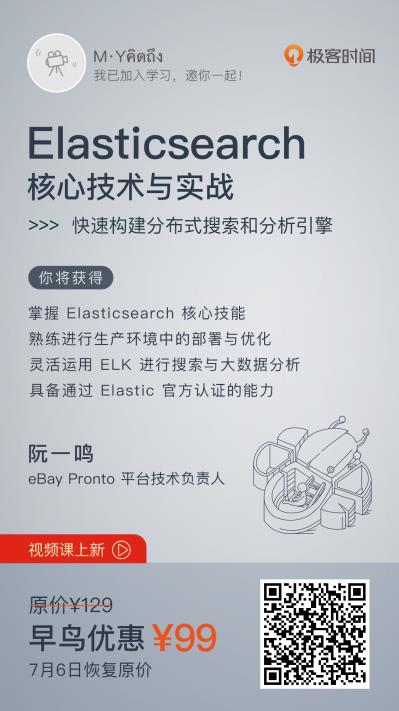 M·Yคิดถึง
极客时间
我已加入学习，邀你一起！
Elasticsearch
核心技术与实战
>>> 快速构建分布式搜索和分析引擎
你将获得
掌握 Elasticsearch 核心技能
熟练进行生产环境中的部署与优化
灵活运用 ELK 进行搜索与大数据分析
具备通过 Elastic 官方认证的能力
阮一鸣
eBay Pronto 平台技术负责人
视频课上新
原价¥129
早鸟优惠 ¥99
7月6日恢复原价